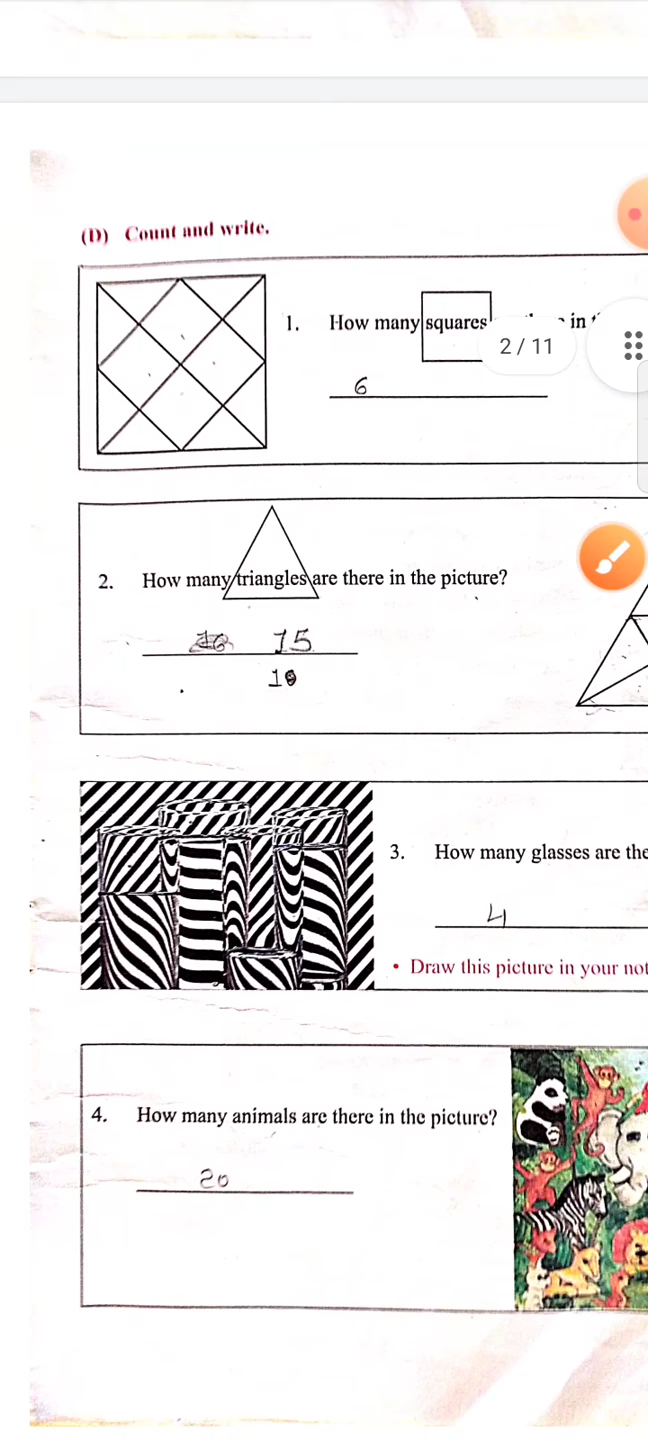 (D) Count and write.
1. How many squares in
2 / 11
6
2. How many triangles are there in the picture?
15
10
3. How many glasses are the
4
• Draw this picture in your not
4. How many animals are there in the picture?
20